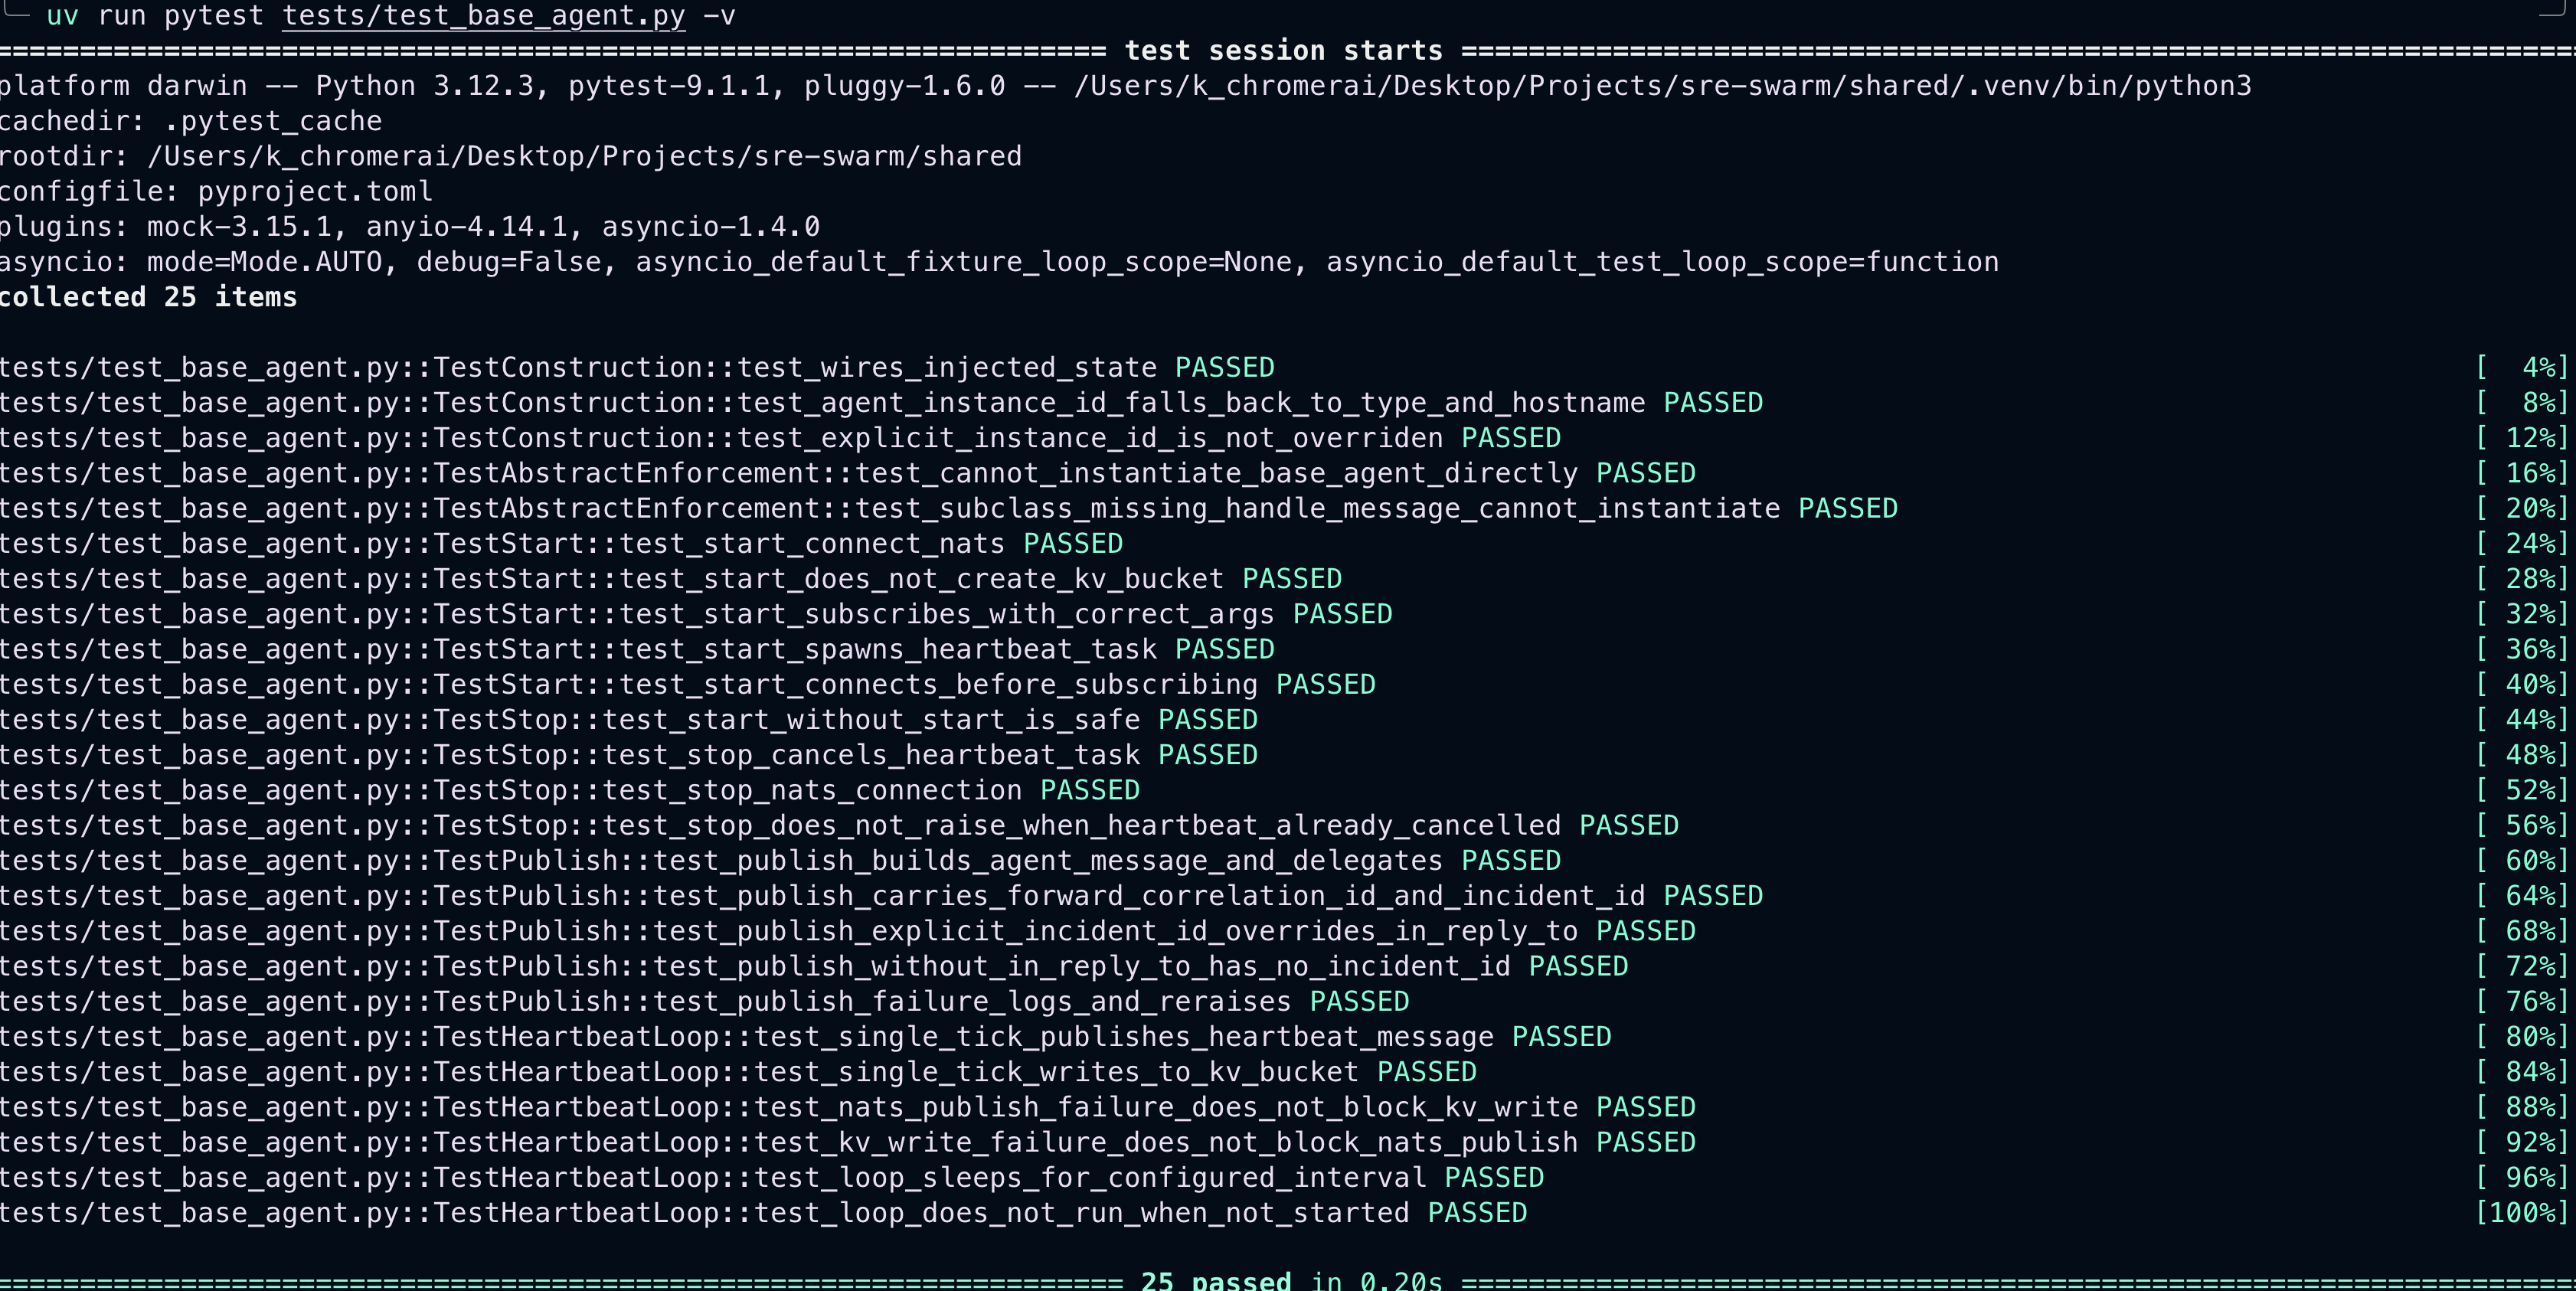 uv run pytest tests/test_base_agent.py -v
============================== test session starts ==============================
platform darwin -- Python 3.12.3, pytest-9.1.1, pluggy-1.6.0 -- /Users/k_chromerai/Desktop/Projects/sre-swarm/shared/.venv/bin/python3
cachedir: .pytest_cache
rootdir: /Users/k_chromerai/Desktop/Projects/sre-swarm/shared
configfile: pyproject.toml
plugins: mock-3.15.1, anyio-4.14.1, asyncio-1.4.0
asyncio: mode=Mode.AUTO, debug=False, asyncio_default_fixture_loop_scope=None, asyncio_default_test_loop_scope=function
collected 25 items
tests/test_base_agent.py::TestConstruction::test_wires_injected_state PASSED [  4%]
tests/test_base_agent.py::TestConstruction::test_agent_instance_id_falls_back_to_type_and_hostname PASSED [  8%]
tests/test_base_agent.py::TestConstruction::test_explicit_instance_id_is_not_overriden PASSED [ 12%]
tests/test_base_agent.py::TestAbstractEnforcement::test_cannot_instantiate_base_agent_directly PASSED [ 16%]
tests/test_base_agent.py::TestAbstractEnforcement::test_subclass_missing_handle_message_cannot_instantiate PASSED [ 20%]
tests/test_base_agent.py::TestStart::test_start_connect_nats PASSED [ 24%]
tests/test_base_agent.py::TestStart::test_start_does_not_create_kv_bucket PASSED [ 28%]
tests/test_base_agent.py::TestStart::test_start_subscribes_with_correct_args PASSED [ 32%]
tests/test_base_agent.py::TestStart::test_start_spawns_heartbeat_task PASSED [ 36%]
tests/test_base_agent.py::TestStart::test_start_connects_before_subscribing PASSED [ 40%]
tests/test_base_agent.py::TestStop::test_start_without_start_is_safe PASSED [ 44%]
tests/test_base_agent.py::TestStop::test_stop_cancels_heartbeat_task PASSED [ 48%]
tests/test_base_agent.py::TestStop::test_stop_nats_connection PASSED [ 52%]
tests/test_base_agent.py::TestStop::test_stop_does_not_raise_when_heartbeat_already_cancelled PASSED [ 56%]
tests/test_base_agent.py::TestPublish::test_publish_builds_agent_message_and_delegates PASSED [ 60%]
tests/test_base_agent.py::TestPublish::test_publish_carries_forward_correlation_id_and_incident_id PASSED [ 64%]
tests/test_base_agent.py::TestPublish::test_publish_explicit_incident_id_overrides_in_reply_to PASSED [ 68%]
tests/test_base_agent.py::TestPublish::test_publish_without_in_reply_to_has_no_incident_id PASSED [ 72%]
tests/test_base_agent.py::TestPublish::test_publish_failure_logs_and_reraises PASSED [ 76%]
tests/test_base_agent.py::TestHeartbeatLoop::test_single_tick_publishes_heartbeat_message PASSED [ 80%]
tests/test_base_agent.py::TestHeartbeatLoop::test_single_tick_writes_to_kv_bucket PASSED [ 84%]
tests/test_base_agent.py::TestHeartbeatLoop::test_nats_publish_failure_does_not_block_kv_write PASSED [ 88%]
tests/test_base_agent.py::TestHeartbeatLoop::test_kv_write_failure_does_not_block_nats_publish PASSED [ 92%]
tests/test_base_agent.py::TestHeartbeatLoop::test_loop_sleeps_for_configured_interval PASSED [ 96%]
tests/test_base_agent.py::TestHeartbeatLoop::test_loop_does_not_run_when_not_started PASSED [100%]
============================== 25 passed in 0.20s ==============================